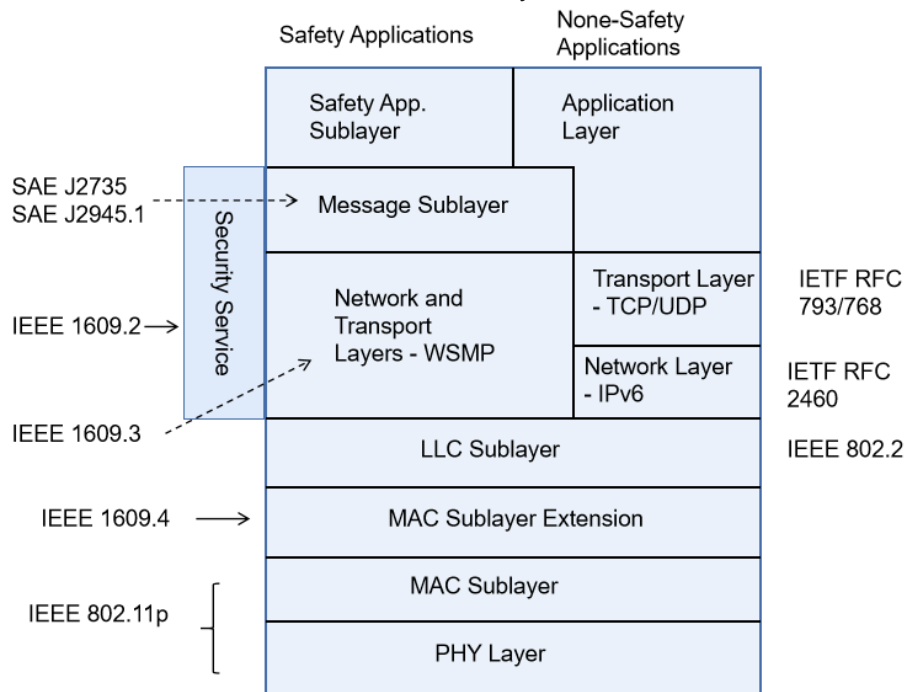 Safety Applications
None-Safety
Applications
Safety App.
Sublayer
Application
Layer
SAE J2735
SAE J2945.1
Message Sublayer
Security Service
Network and
Transport
Layers - WSMP
Transport Layer
- TCP/UDP
IETF RFC
793/768
IEEE 1609.2
Network Layer
- IPv6
IETF RFC
2460
IEEE 1609.3
LLC Sublayer
IEEE 802.2
IEEE 1609.4
MAC Sublayer Extension
MAC Sublayer
IEEE 802.11p
PHY Layer